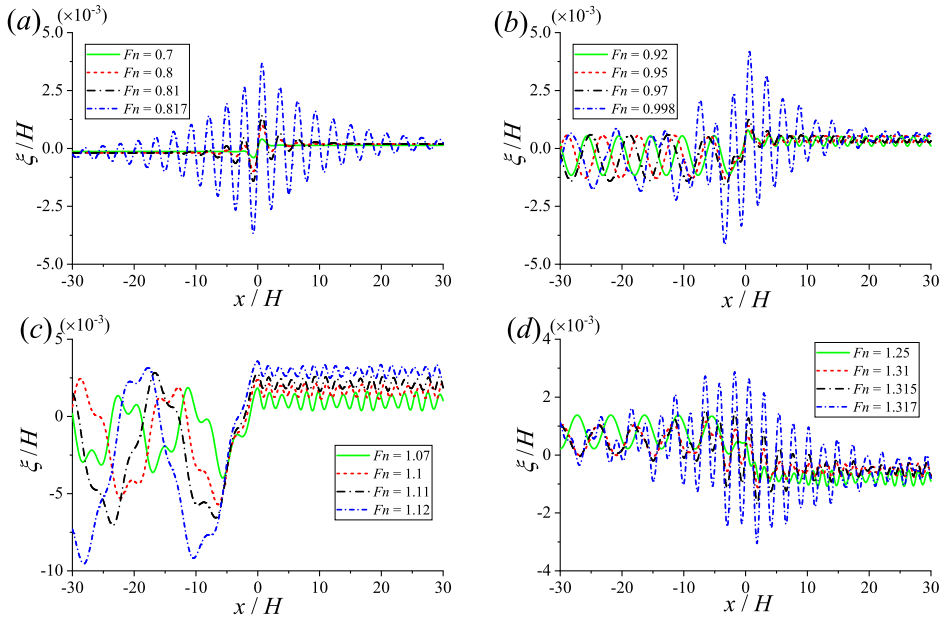 (a)
(×10⁻³)
5.0
2.5
0.0
-2.5
-5.0
ξ/H
Fn = 0.7
Fn = 0.8
Fn = 0.81
Fn = 0.817
-30 -20 -10 0 10 20 30
x / H
(b)
(×10⁻³)
5.0
2.5
0.0
-2.5
-5.0
ξ/H
Fn = 0.92
Fn = 0.95
Fn = 0.97
Fn = 0.998
-30 -20 -10 0 10 20 30
x / H
(c)
(×10⁻³)
5
0
-5
-10
ξ/H
Fn = 1.07
Fn = 1.1
Fn = 1.11
Fn = 1.12
-30 -20 -10 0 10 20 30
x / H
(d)
(×10⁻³)
4
2
0
-2
-4
ξ/H
Fn = 1.25
Fn = 1.31
Fn = 1.315
Fn = 1.317
-30 -20 -10 0 10 20 30
x / H